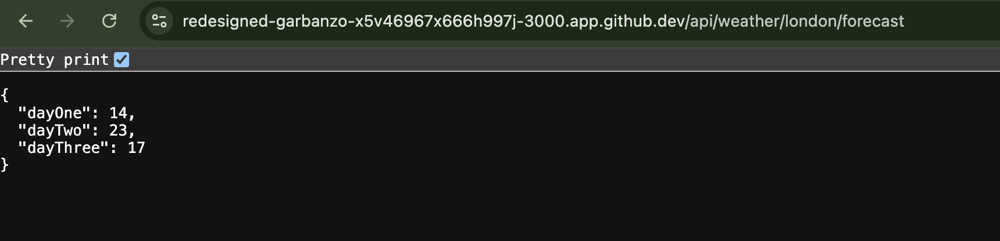 redesigned-garbanzo-x5v46967x666h997j-3000.app.github.dev/api/weather/london/forecast
Pretty print
{
  "dayOne": 14,
  "dayTwo": 23,
  "dayThree": 17
}